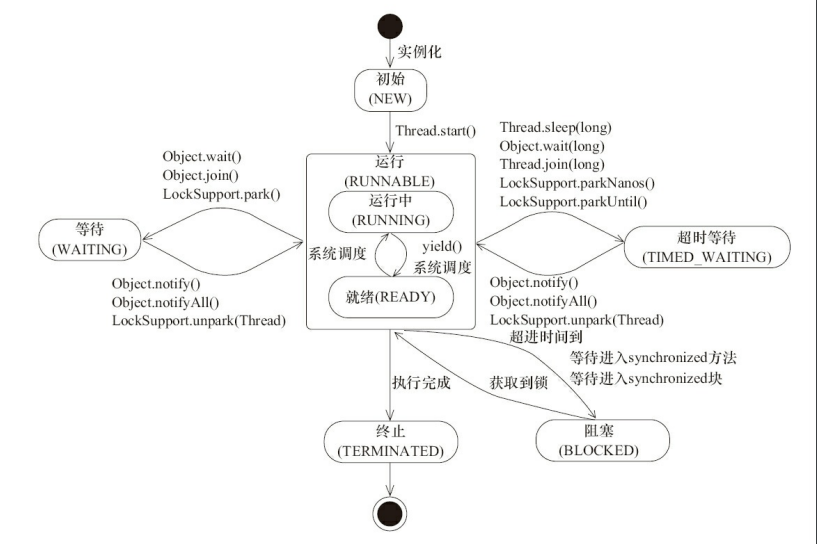 实例化
初始
(NEW)
Thread.start()
Object.wait()
Object.join()
LockSupport.park()
Thread.sleep(long)
Object.wait(long)
Thread.join(long)
LockSupport.parkNanos()
LockSupport.parkUntil()
运行
(RUNNABLE)
运行中
(RUNNING)
等待
(WAITING)
系统调度
yield()
系统调度
超时等待
(TIMED_WAITING)
就绪(READY)
Object.notify()
Object.notifyAll()
LockSupport.unpark(Thread)
Object.notify()
Object.notifyAll()
LockSupport.unpark(Thread)
超进时间到
等待进入synchronized方法
等待进入synchronized块
执行完成
获取到锁
终止
(TERMINATED)
阻塞
(BLOCKED)